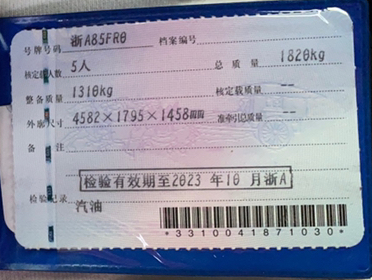 号牌号码 浙A85FR0 档案编号
核定载人数 5人 总质量 1820kg
整备质量 1310kg 核定载质量 --
外廓尺寸 4582×1795×1458 准牵引总质量 --
备注 检验有效期至2023 年10 月浙A
检验记录 汽油
*3310041871030*